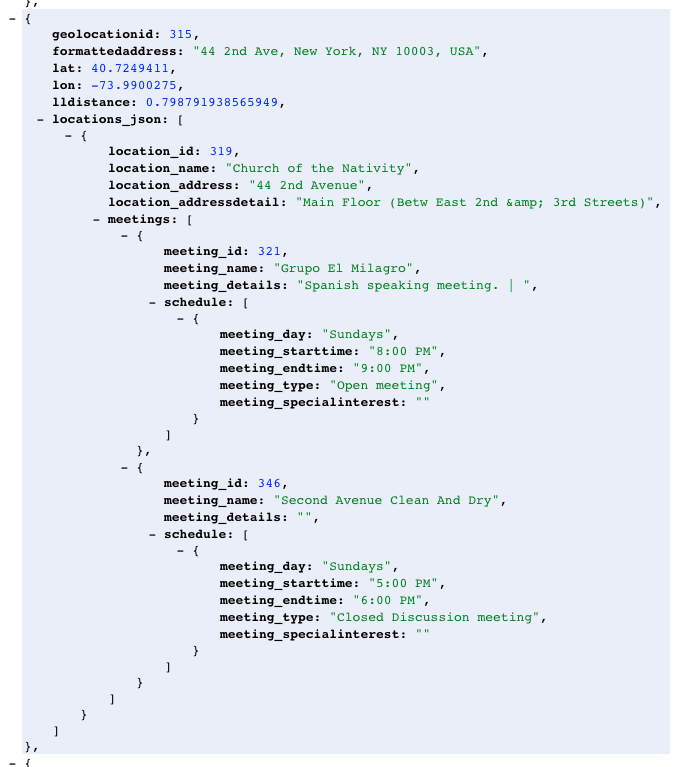 },
- {
geolocationid: 315,
formattedaddress: "44 2nd Ave, New York, NY 10003, USA",
lat: 40.7249411,
lon: -73.9900275,
lldistance: 0.798791938565949,
- locations_json: [
- {
location_id: 319,
location_name: "Church of the Nativity",
location_address: "44 2nd Avenue",
location_addressdetail: "Main Floor (Betw East 2nd &amp; 3rd Streets)",
- meetings: [
- {
meeting_id: 321,
meeting_name: "Grupo El Milagro",
meeting_details: "Spanish speaking meeting. | ",
- schedule: [
- {
meeting_day: "Sundays",
meeting_starttime: "8:00 PM",
meeting_endtime: "9:00 PM",
meeting_type: "Open meeting",
meeting_specialinterest: ""
}
]
},
- {
meeting_id: 346,
meeting_name: "Second Avenue Clean And Dry",
meeting_details: "",
- schedule: [
- {
meeting_day: "Sundays",
meeting_starttime: "5:00 PM",
meeting_endtime: "6:00 PM",
meeting_type: "Closed Discussion meeting",
meeting_specialinterest: ""
}
]
}
]
}
]
},
- {